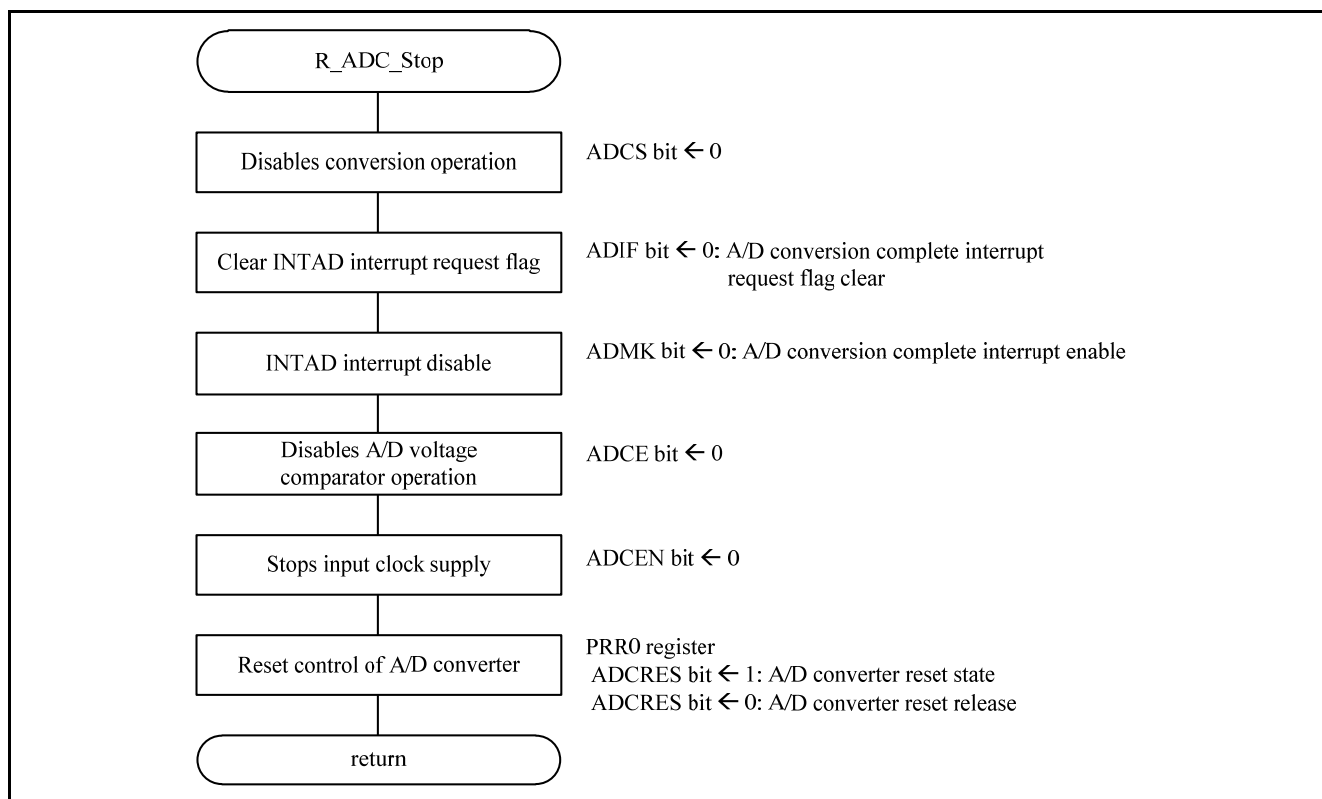 R_ADC_Stop
Disables conversion operation
ADCS bit ← 0
Clear INTAD interrupt request flag
ADIF bit ← 0: A/D conversion complete interrupt
request flag clear
INTAD interrupt disable
ADMK bit ← 0: A/D conversion complete interrupt enable
Disables A/D voltage
comparator operation
ADCE bit ← 0
Stops input clock supply
ADCEN bit ← 0
Reset control of A/D converter
PRR0 register
ADCRES bit ← 1: A/D converter reset state
ADCRES bit ← 0: A/D converter reset release
return